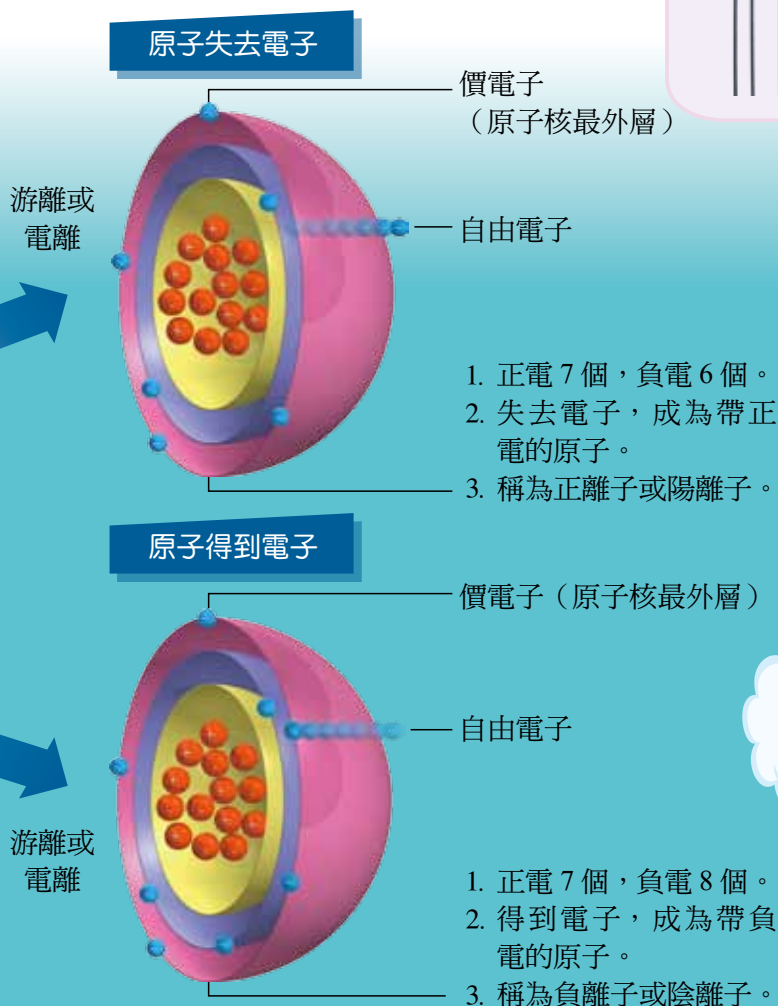 原子失去電子
價電子
（原子核最外層）
游離或
電離
自由電子
1. 正電 7 個，負電 6 個。
2. 失去電子，成為帶正
電的原子。
3. 稱為正離子或陽離子。
原子得到電子
價電子（原子核最外層）
自由電子
游離或
電離
1. 正電 7 個，負電 8 個。
2. 得到電子，成為帶負
電的原子。
3. 稱為負離子或陰離子。